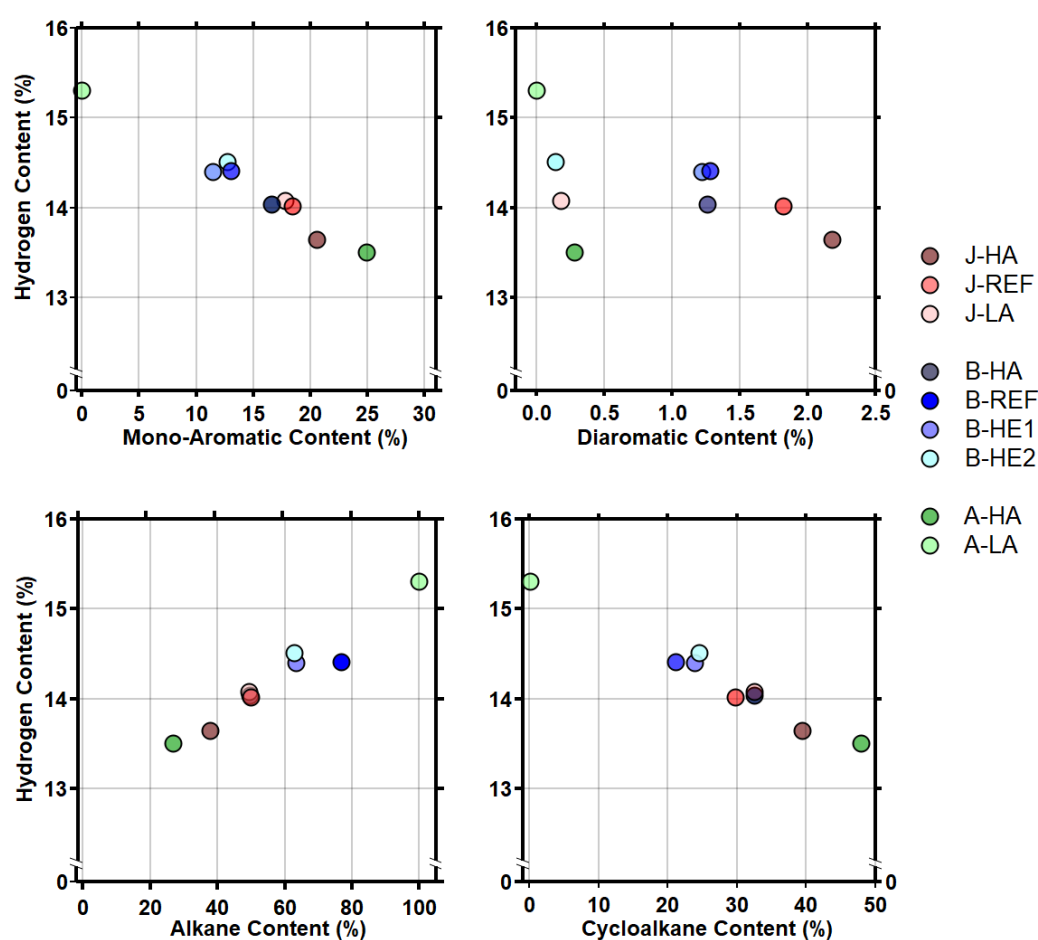 16
15
14
13
0
Hydrogen Content (%)
0 5 10 15 20 25 30
Mono-Aromatic Content (%)
16
15
14
13
0
0
0.0 0.5 1.0 1.5 2.0 2.5
Diaromatic Content (%)
J-HA
J-REF
J-LA
B-HA
B-REF
B-HE1
B-HE2
A-HA
A-LA
16
15
14
13
0
Hydrogen Content (%)
0 20 40 60 80 100
Alkane Content (%)
16
15
14
13
0
0
0 10 20 30 40 50
Cycloalkane Content (%)